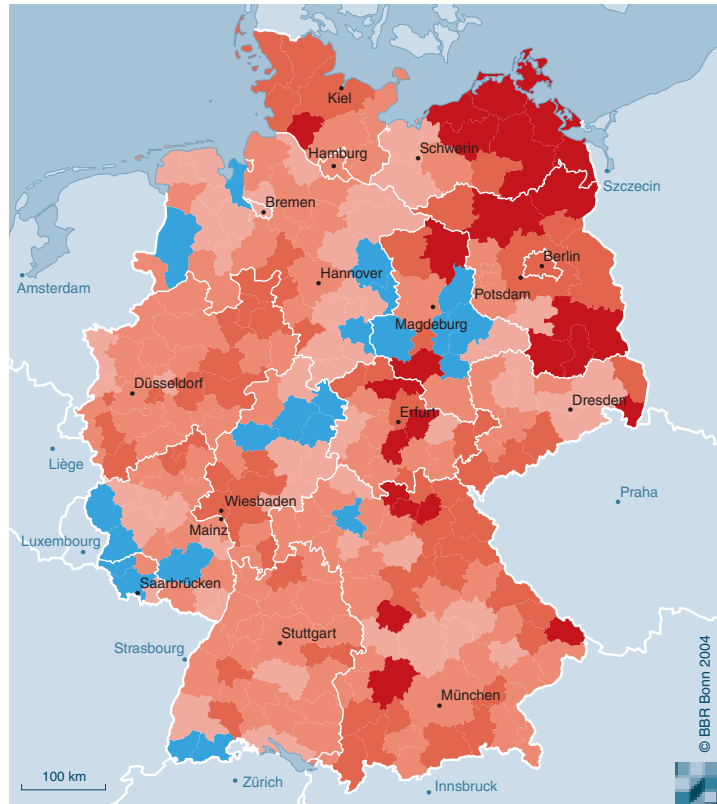 Kiel
Hamburg
Schwerin
Szczecin
Bremen
Berlin
Hannover
Amsterdam
Potsdam
Magdeburg
Düsseldorf
Dresden
Erfurt
Liège
Praha
Wiesbaden
Mainz
Luxembourg
Saarbrücken
Stuttgart
Strasbourg
München
© BBR Bonn 2004
100 km
Zürich
Innsbruck